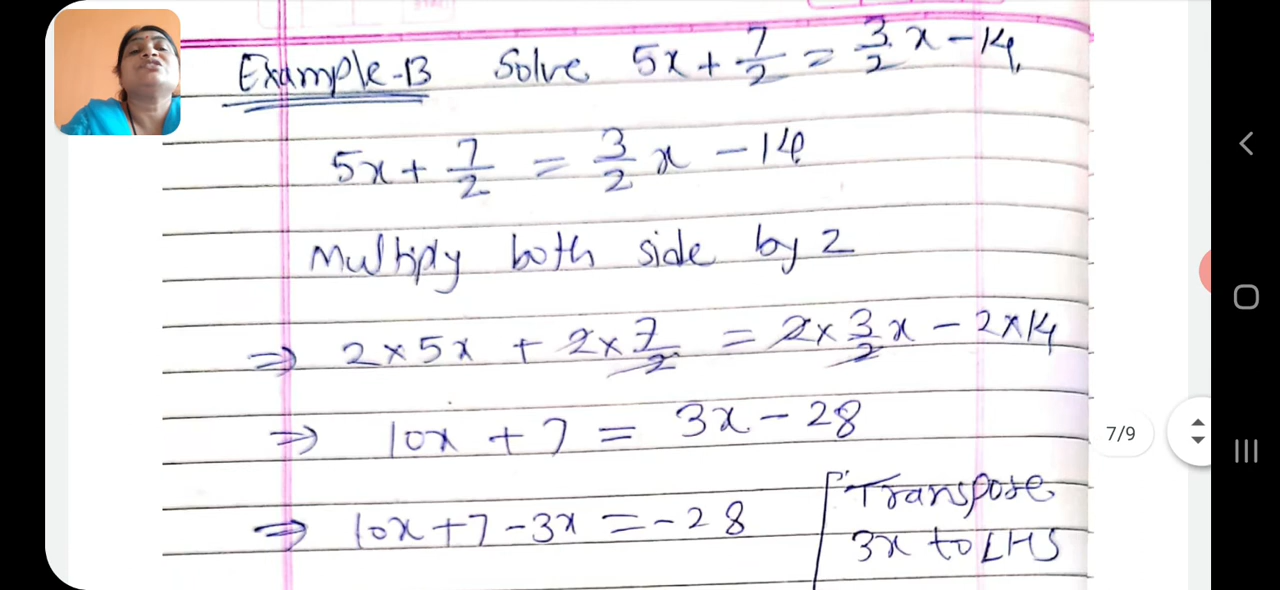 Example-13 Solve 5x + 7/2 = 3/2 x - 14
5x + 7/2 = 3/2 x - 14
Multiply both side by 2
⇒ 2×5x + 2×7/2 = 2×3/2 x - 2×14
⇒ 10x + 7 = 3x - 28
7/9
⇒ 10x+7-3x = -28
Transpose
3x to LHS